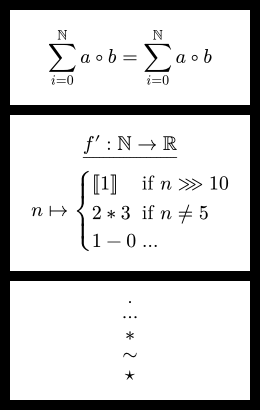 ∑_{i=0}^{ℕ} a ∘ b = ∑_{i=0}^{ℕ} a ∘ b
f′ : ℕ → ℝ
n ↦ { ⟦1⟧ if n ⋙ 10
2 ∗ 3 if n ≠ 5
1 − 0 ...
.
...
∗
∼
⋆